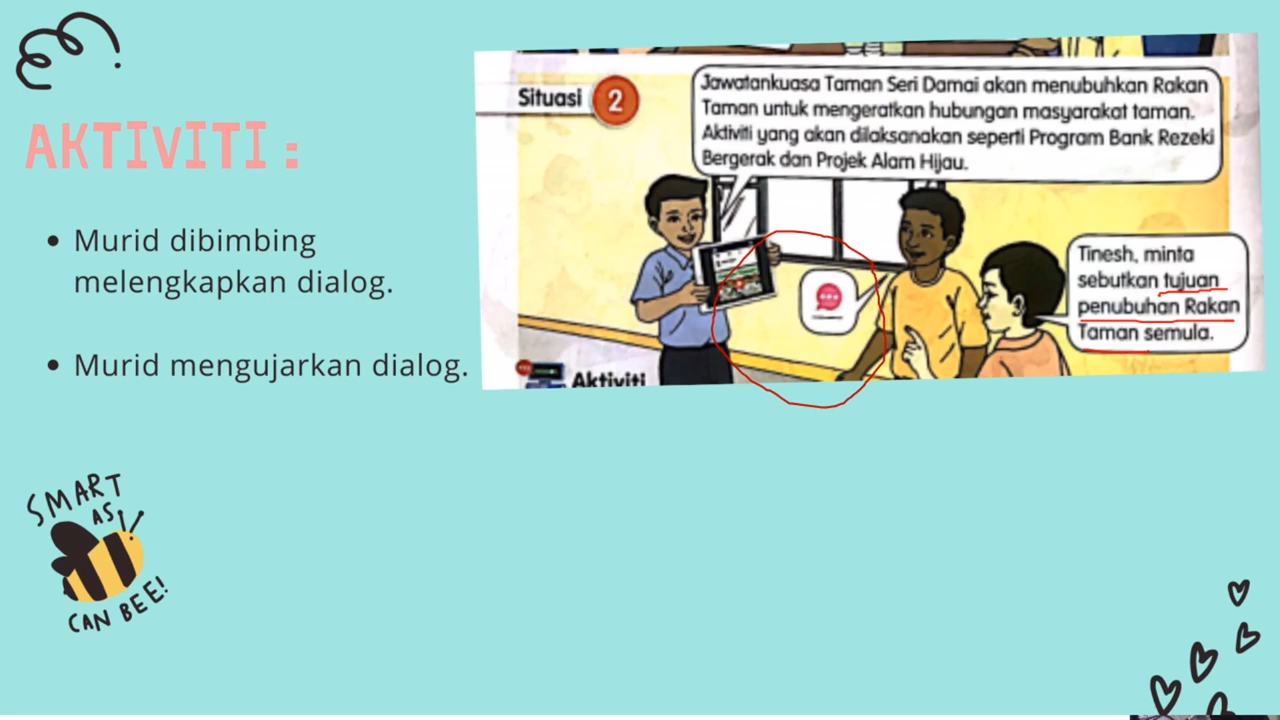 AKTIVITI :
Murid dibimbing
melengkapkan dialog.
Murid mengujarkan dialog.
SMART
AS
CAN BEE!
Situasi 2
Jawatankuasa Taman Seri Damai akan menubuhkan Rakan
Taman untuk mengeratkan hubungan masyarakat taman.
Aktiviti yang akan dilaksanakan seperti Program Bank Rezeki
Bergerak dan Projek Alam Hijau.
Tinesh, minta
sebutkan tujuan
penubuhan Rakan
Taman semula.
Aktiviti